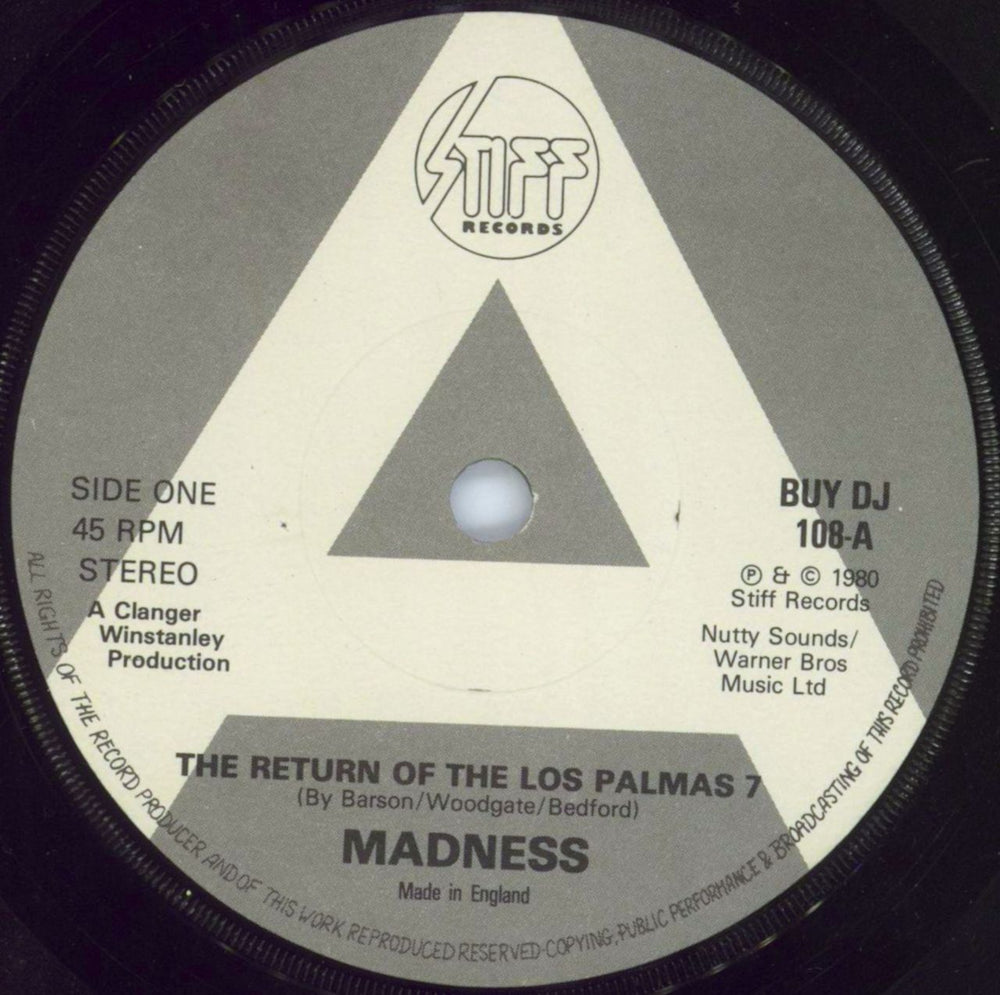 STIFF
RECORDS
SIDE ONE
45 RPM
STEREO
A Clanger
Winstanley
Production
BUY DJ
108-A
Ⓟ & © 1980
Stiff Records
Nutty Sounds/
Warner Bros
Music Ltd
THE RETURN OF THE LOS PALMAS 7
(By Barson/Woodgate/Bedford)
MADNESS
Made in England
ALL RIGHTS OF THE RECORD PRODUCER AND OF THIS WORK REPRODUCED RESERVED-COPYING, PUBLIC PERFORMANCE & BROADCASTING OF THIS RECORD PROHIBITED